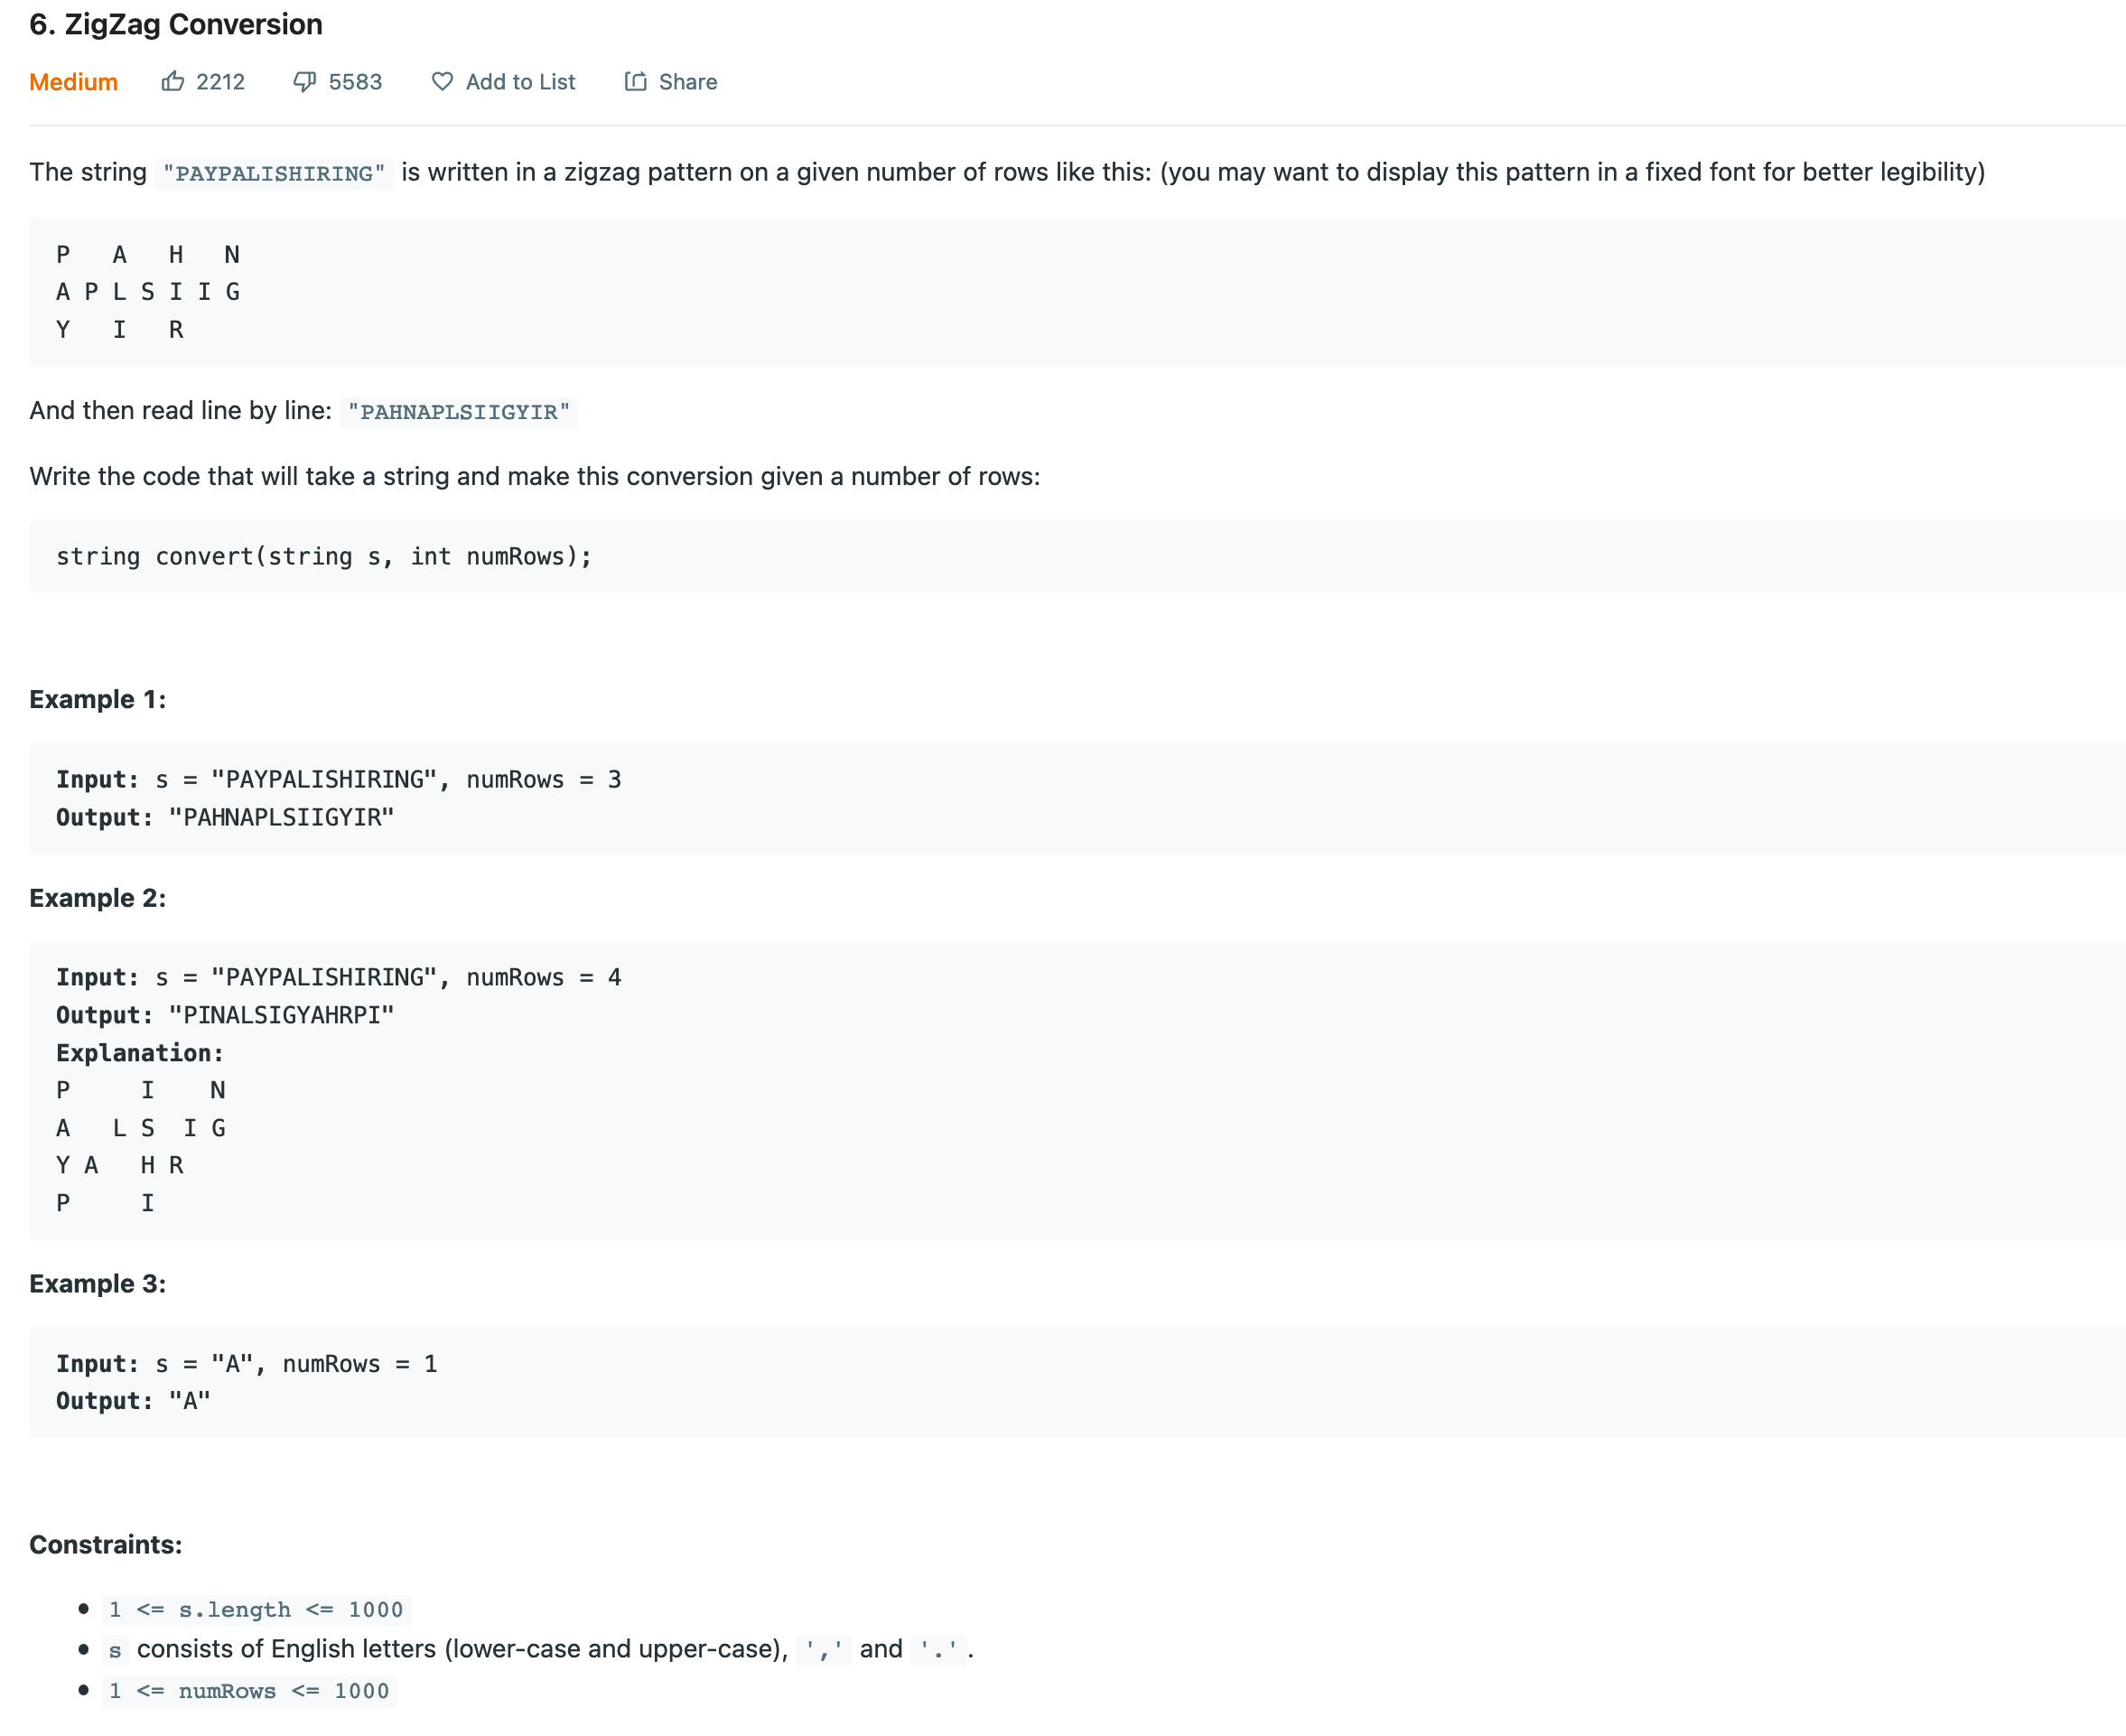 6. ZigZag Conversion
Medium 2212 5583 Add to List Share
The string "PAYPALISHIRING" is written in a zigzag pattern on a given number of rows like this: (you may want to display this pattern in a fixed font for better legibility)
P   A   H   N
A P L S I I G
Y   I   R
And then read line by line: "PAHNAPLSIIGYIR"
Write the code that will take a string and make this conversion given a number of rows:
string convert(string s, int numRows);
Example 1:
Input: s = "PAYPALISHIRING", numRows = 3
Output: "PAHNAPLSIIGYIR"
Example 2:
Input: s = "PAYPALISHIRING", numRows = 4
Output: "PINALSIGYAHRPI"
Explanation:
P     I    N
A   L S  I G
Y A   H R
P     I
Example 3:
Input: s = "A", numRows = 1
Output: "A"
Constraints:
• 1 <= s.length <= 1000
• s consists of English letters (lower-case and upper-case), ',' and '.'.
• 1 <= numRows <= 1000